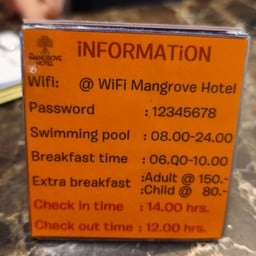 MANGROVE
HOTEL
iNFORMATiON
Wifi: @ WiFi Mangrove Hotel
Password : 12345678
Swimming pool : 08.00-24.00
Breakfast time : 06.00-10.00
Extra breakfast :Adult @ 150.-
:Child @ 80.-
Check in time : 14.00 hrs.
Check out time : 12.00 hrs.